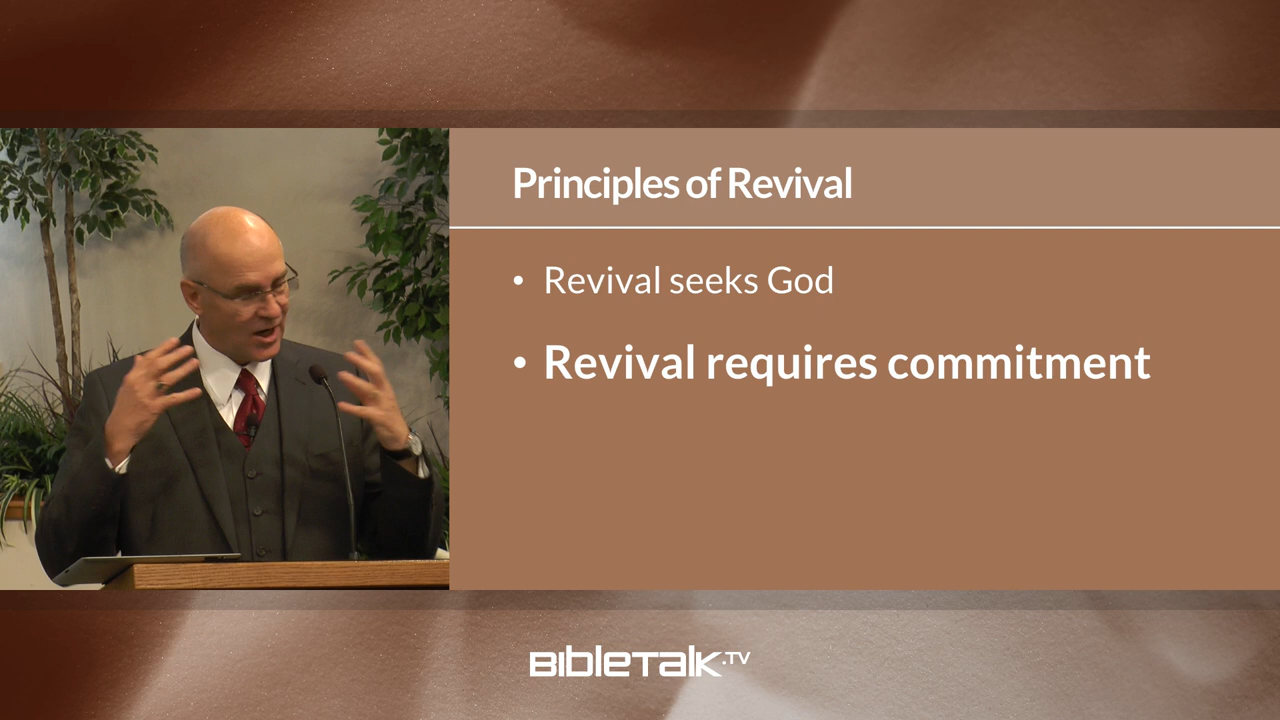 Principles of Revival
• Revival seeks God
• Revival requires commitment
BibleTalk.TV